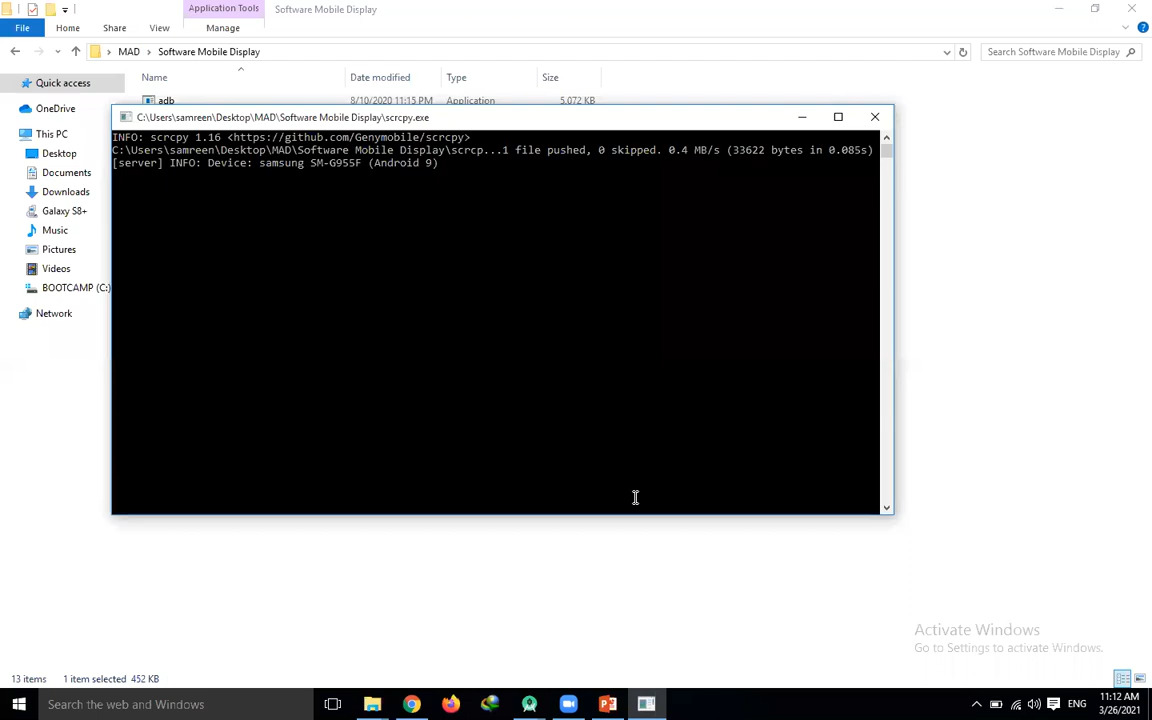 Application Tools
Software Mobile Display
File
Home
Share
View
Manage
MAD
Software Mobile Display
Search Software Mobile Display
Quick access
Name
Date modified
Type
Size
OneDrive
adb
8/10/2020 11:15 PM
Application
5,072 KB
C:\Users\samreen\Desktop\MAD\Software Mobile Display\scrcpy.exe
INFO: scrcpy 1.16 <https://github.com/Genymobile/scrcpy>
C:\Users\samreen\Desktop\MAD\Software Mobile Display\scrcp...1 file pushed, 0 skipped. 0.4 MB/s (33622 bytes in 0.085s)
[server] INFO: Device: samsung SM-G955F (Android 9)
This PC
Desktop
Documents
Downloads
Galaxy S8+
Music
Pictures
Videos
BOOTCAMP (C:)
Network
Activate Windows
Go to Settings to activate Windows.
13 items
1 item selected 452 KB
Search the web and Windows
ENG
11:12 AM
3/26/2021